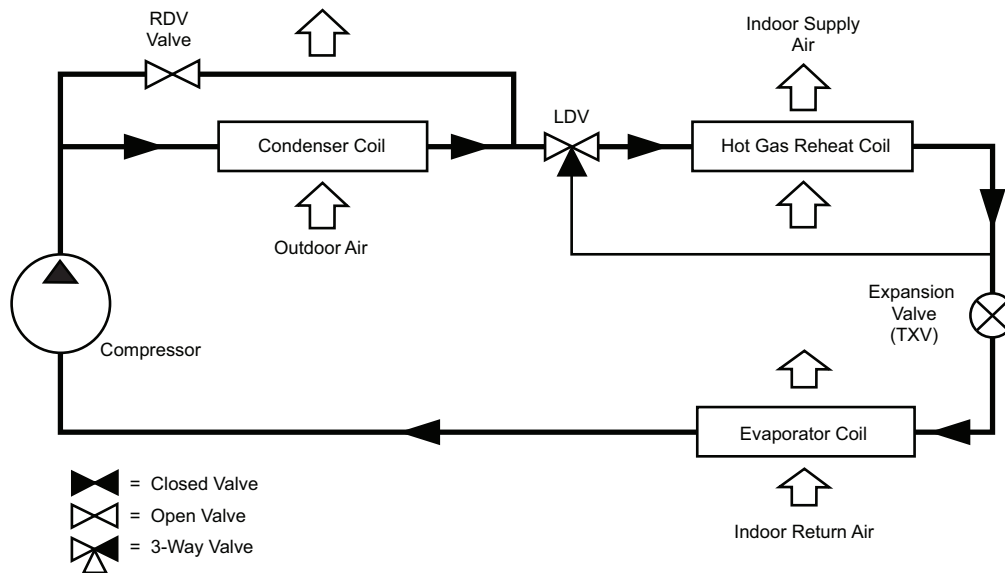 RDV
Valve
Indoor Supply
Air
LDV
Condenser Coil
Hot Gas Reheat Coil
Outdoor Air
Expansion
Valve
(TXV)
Compressor
Evaporator Coil
= Closed Valve
= Open Valve
Indoor Return Air
= 3-Way Valve